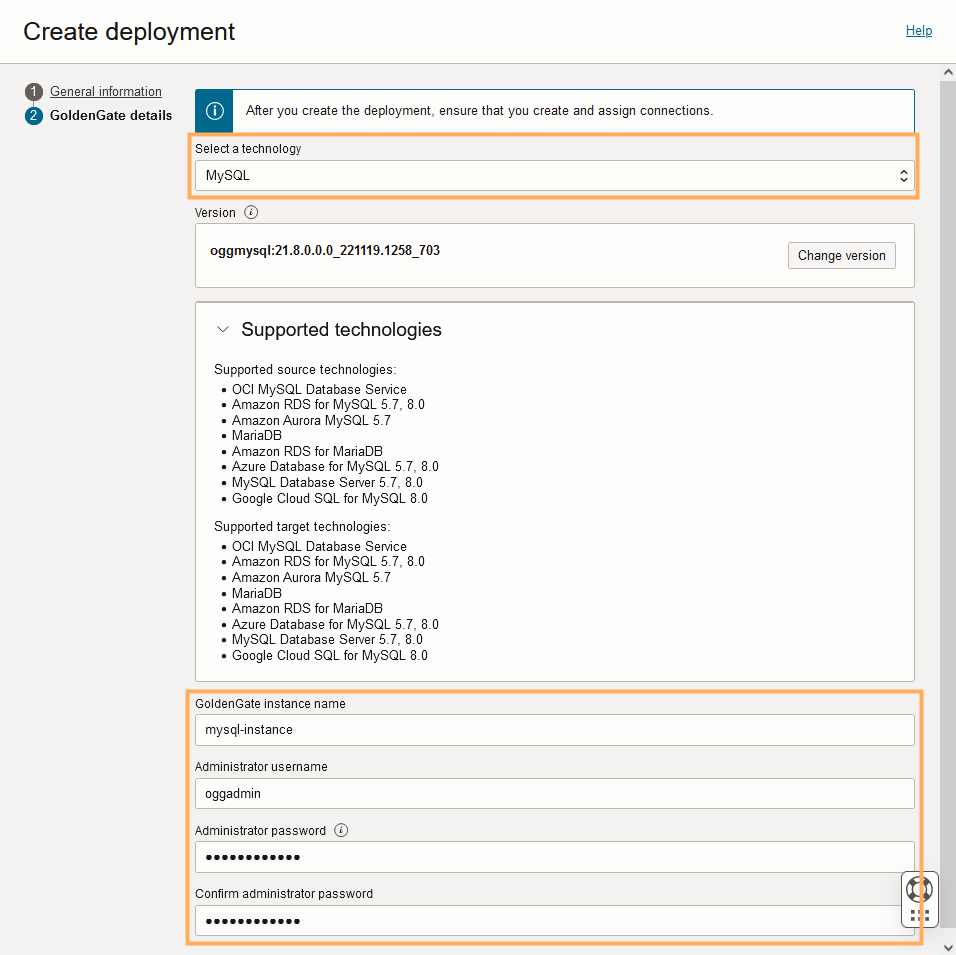 Create deployment
Help
1 General information
2 GoldenGate details
After you create the deployment, ensure that you create and assign connections.
Select a technology
MySQL
Version
oggmysql:21.8.0.0.0_221119.1258_703
Change version
Supported technologies
Supported source technologies:
• OCI MySQL Database Service
• Amazon RDS for MySQL 5.7, 8.0
• Amazon Aurora MySQL 5.7
• MariaDB
• Amazon RDS for MariaDB
• Azure Database for MySQL 5.7, 8.0
• MySQL Database Server 5.7, 8.0
• Google Cloud SQL for MySQL 8.0
Supported target technologies:
• OCI MySQL Database Service
• Amazon RDS for MySQL 5.7, 8.0
• Amazon Aurora MySQL 5.7
• MariaDB
• Amazon RDS for MariaDB
• Azure Database for MySQL 5.7, 8.0
• MySQL Database Server 5.7, 8.0
• Google Cloud SQL for MySQL 8.0
GoldenGate instance name
mysql-instance
Administrator username
oggadmin
Administrator password
••••••••••••
Confirm administrator password
••••••••••••